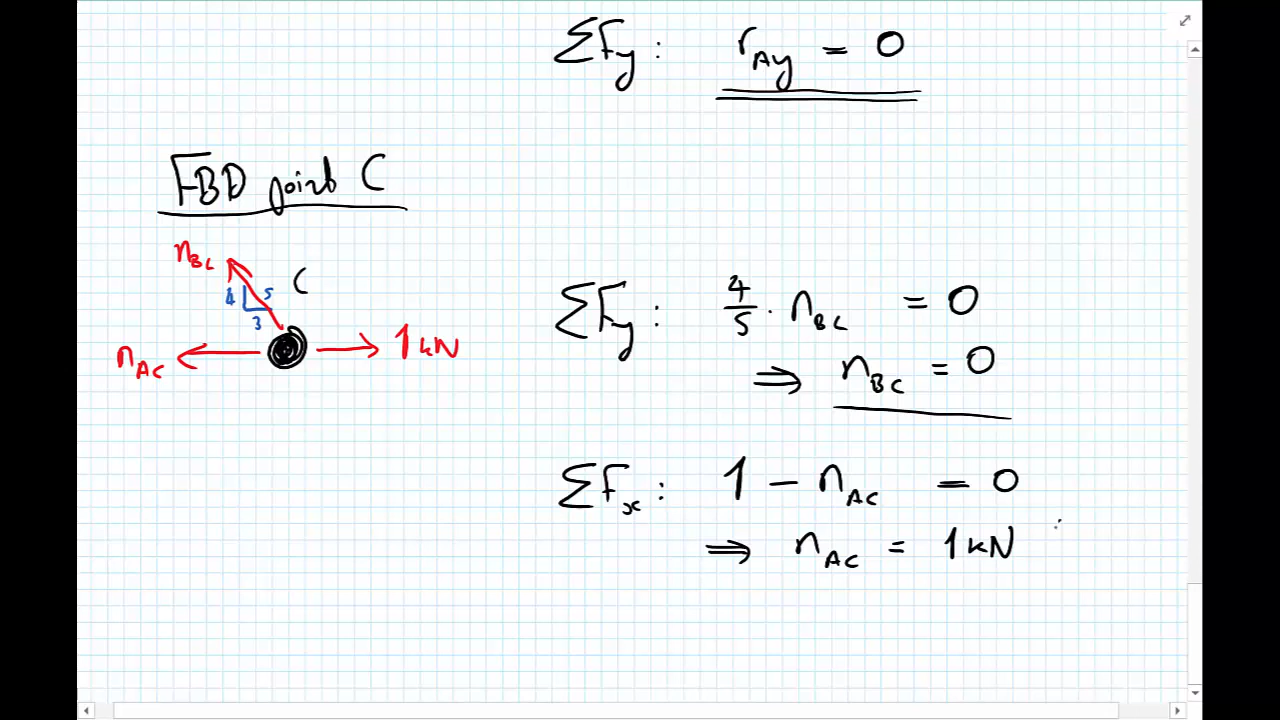 ΣFy: rAy = 0
FBD point C
nBC
C
4
5
3
nAC
1kN
ΣFy: 4/5 · nBC = 0
⇒ nBC = 0
ΣFx: 1 - nAC = 0
⇒ nAC = 1kN